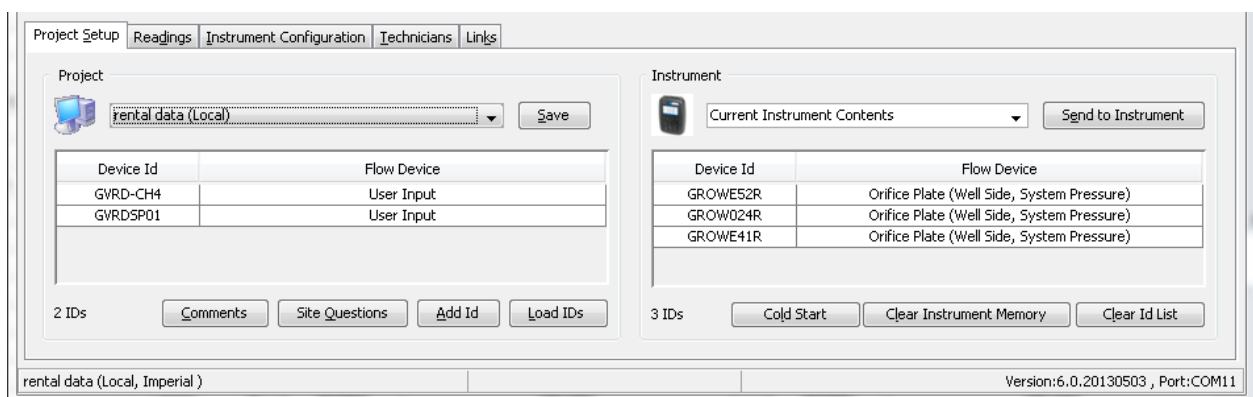 Project Setup Readings Instrument Configuration Technicians Links
Project
rental data (Local) Save
Device Id Flow Device
GVRD-CH4 User Input
GVRDSP01 User Input
2 IDs Comments Site Questions Add Id Load IDs
Instrument
Current Instrument Contents Send to Instrument
Device Id Flow Device
GROWE52R Orifice Plate (Well Side, System Pressure)
GROW024R Orifice Plate (Well Side, System Pressure)
GROWE41R Orifice Plate (Well Side, System Pressure)
3 IDs Cold Start Clear Instrument Memory Clear Id List
rental data (Local, Imperial ) Version:6.0.20130503 , Port:COM11